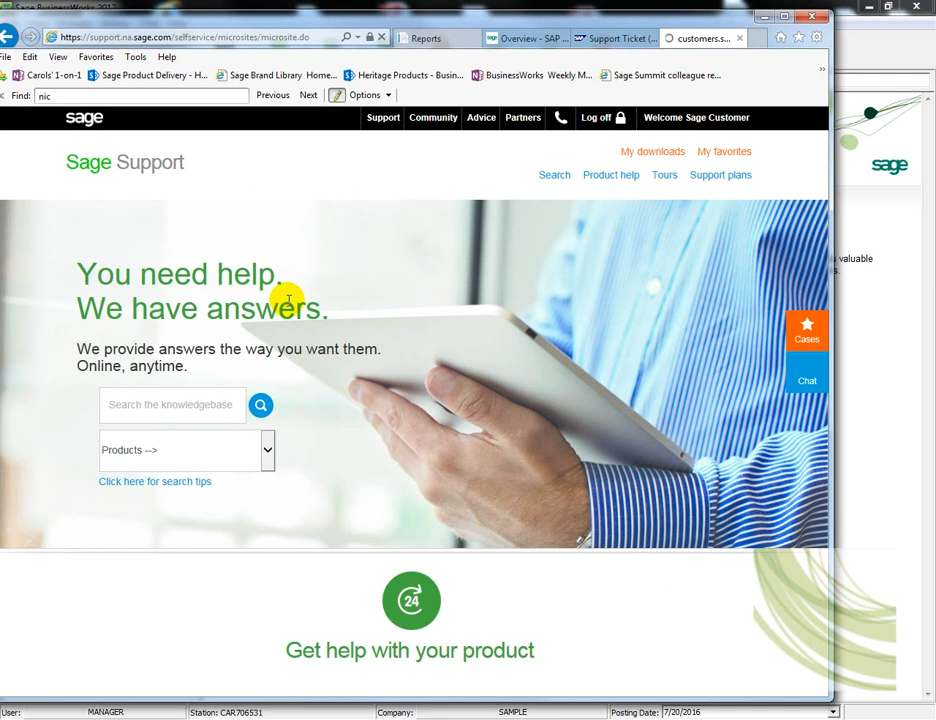 Sage BusinessWorks 2017
https://support.na.sage.com/selfservice/microsites/microsite.do
Reports
Overview - SAP ...
Support Ticket (...
customers.s...
File Edit View Favorites Tools Help
Carols' 1-on-1
Sage Product Delivery - H...
Sage Brand Library Home...
Heritage Products - Busin...
BusinessWorks Weekly M...
Sage Summit colleague re...
Find: nic Previous Next Options
sage
Support Community Advice Partners Log off Welcome Sage Customer
sage
Sage Support
My downloads My favorites
Search Product help Tours Support plans
valuable
You need help.
We have answers.
Cases
We provide answers the way you want them.
Online, anytime.
Chat
Search the knowledgebase
Products -->
Click here for search tips
24
Get help with your product
User: MANAGER Station: CAR706531 Company: SAMPLE Posting Date: 7/20/2016